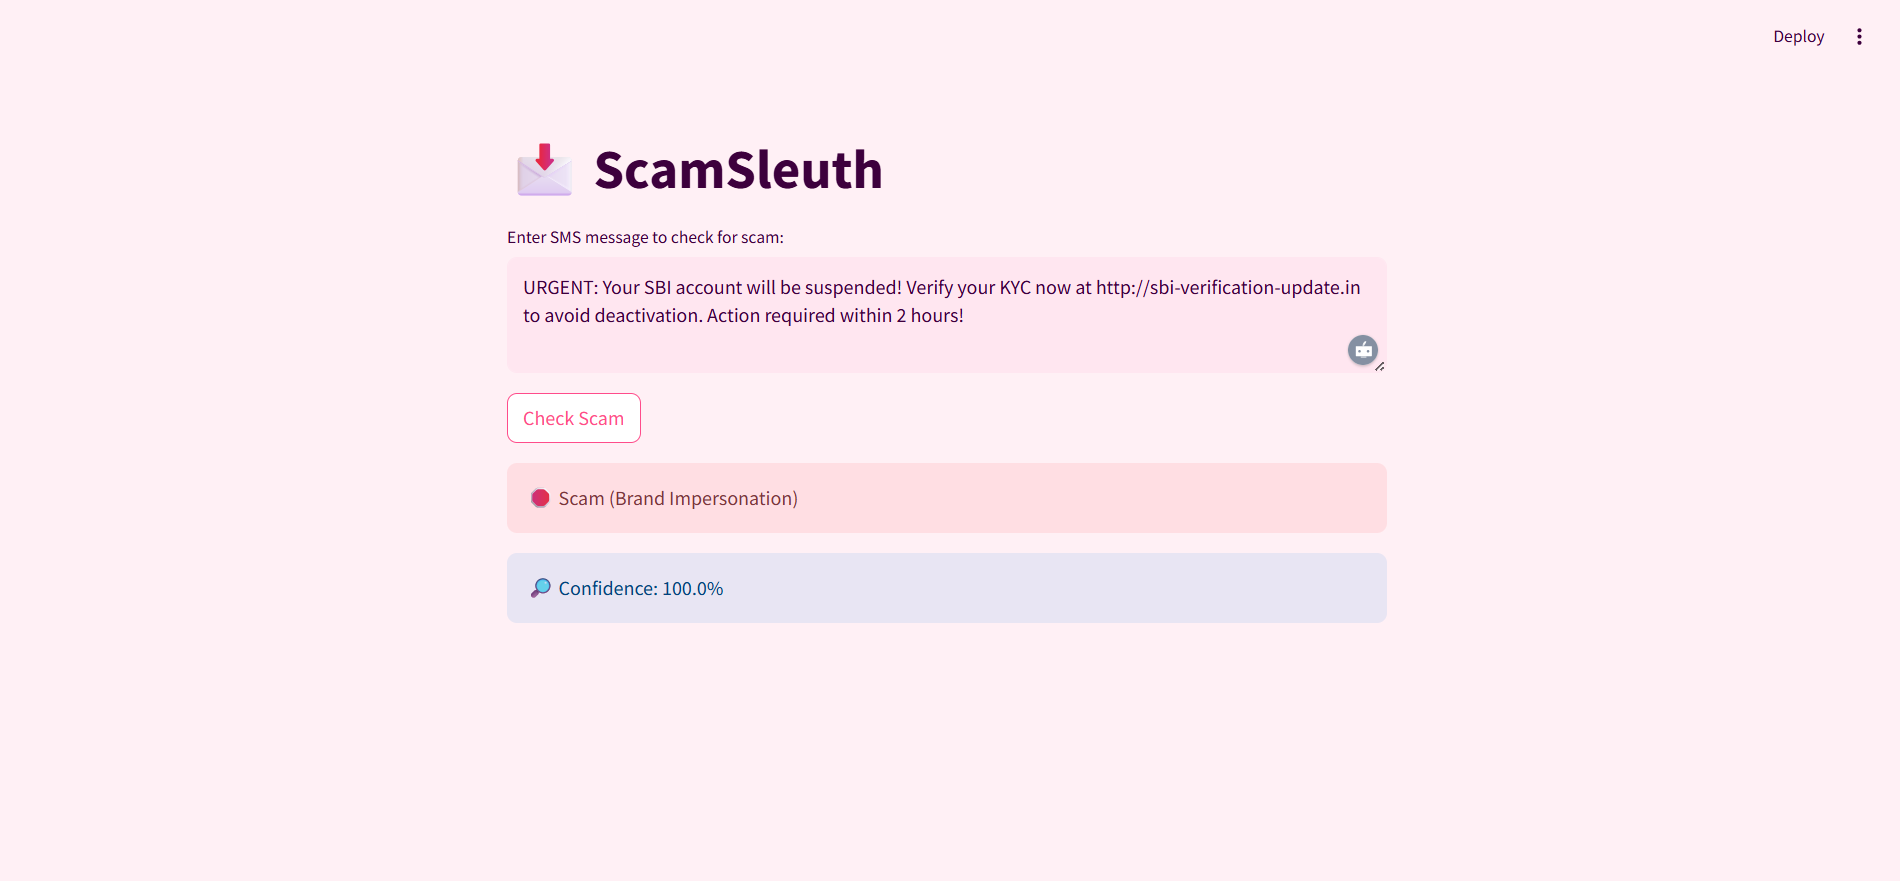 Deploy
ScamSleuth
Enter SMS message to check for scam:
URGENT: Your SBI account will be suspended! Verify your KYC now at http://sbi-verification-update.in
to avoid deactivation. Action required within 2 hours!
Check Scam
Scam (Brand Impersonation)
Confidence: 100.0%